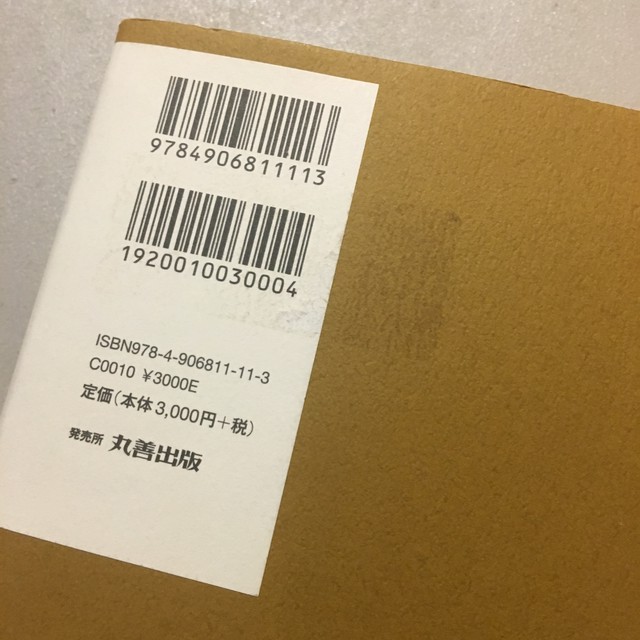 9784906811113
1920010030004
ISBN978-4-906811-11-3
C0010 ¥3000E
定価(本体3,000円+税)
発売所 丸善出版